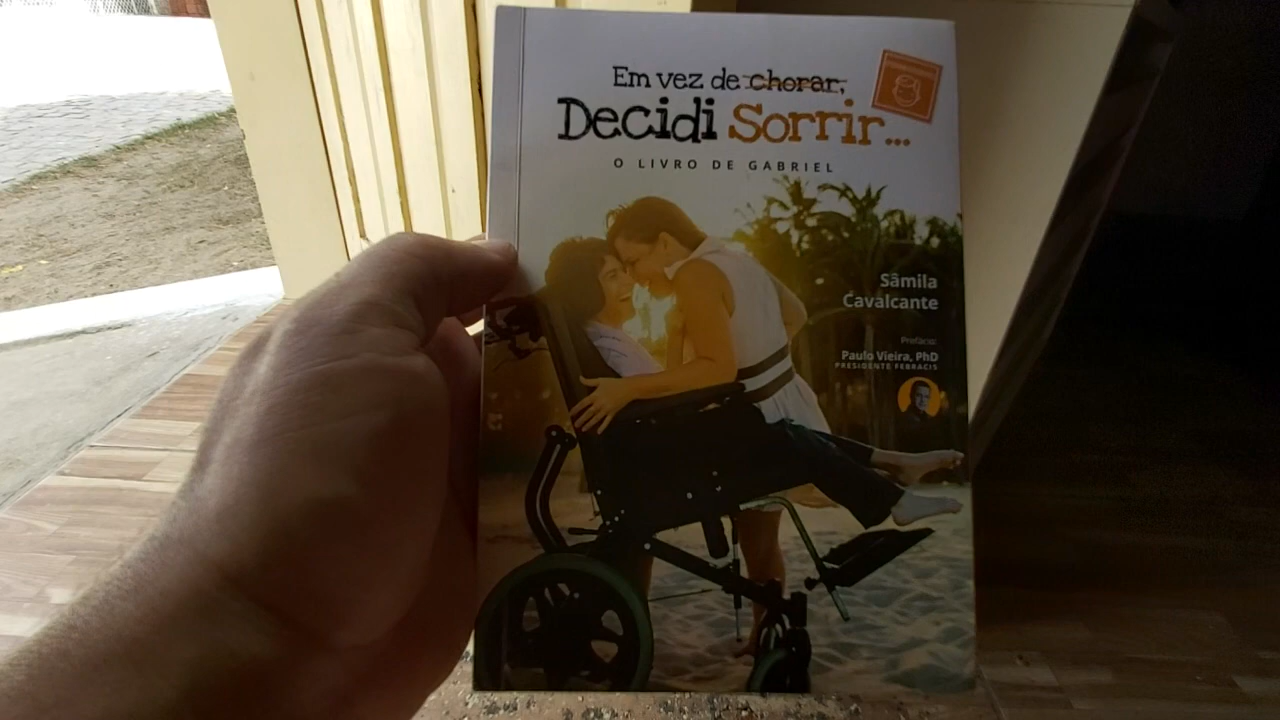 Em vez de chorar,
Decidi Sorrir...
O LIVRO DE GABRIEL
Sâmila
Cavalcante
Prefácio:
Paulo Vieira, PhD
PRESIDENTE FEBRACIS